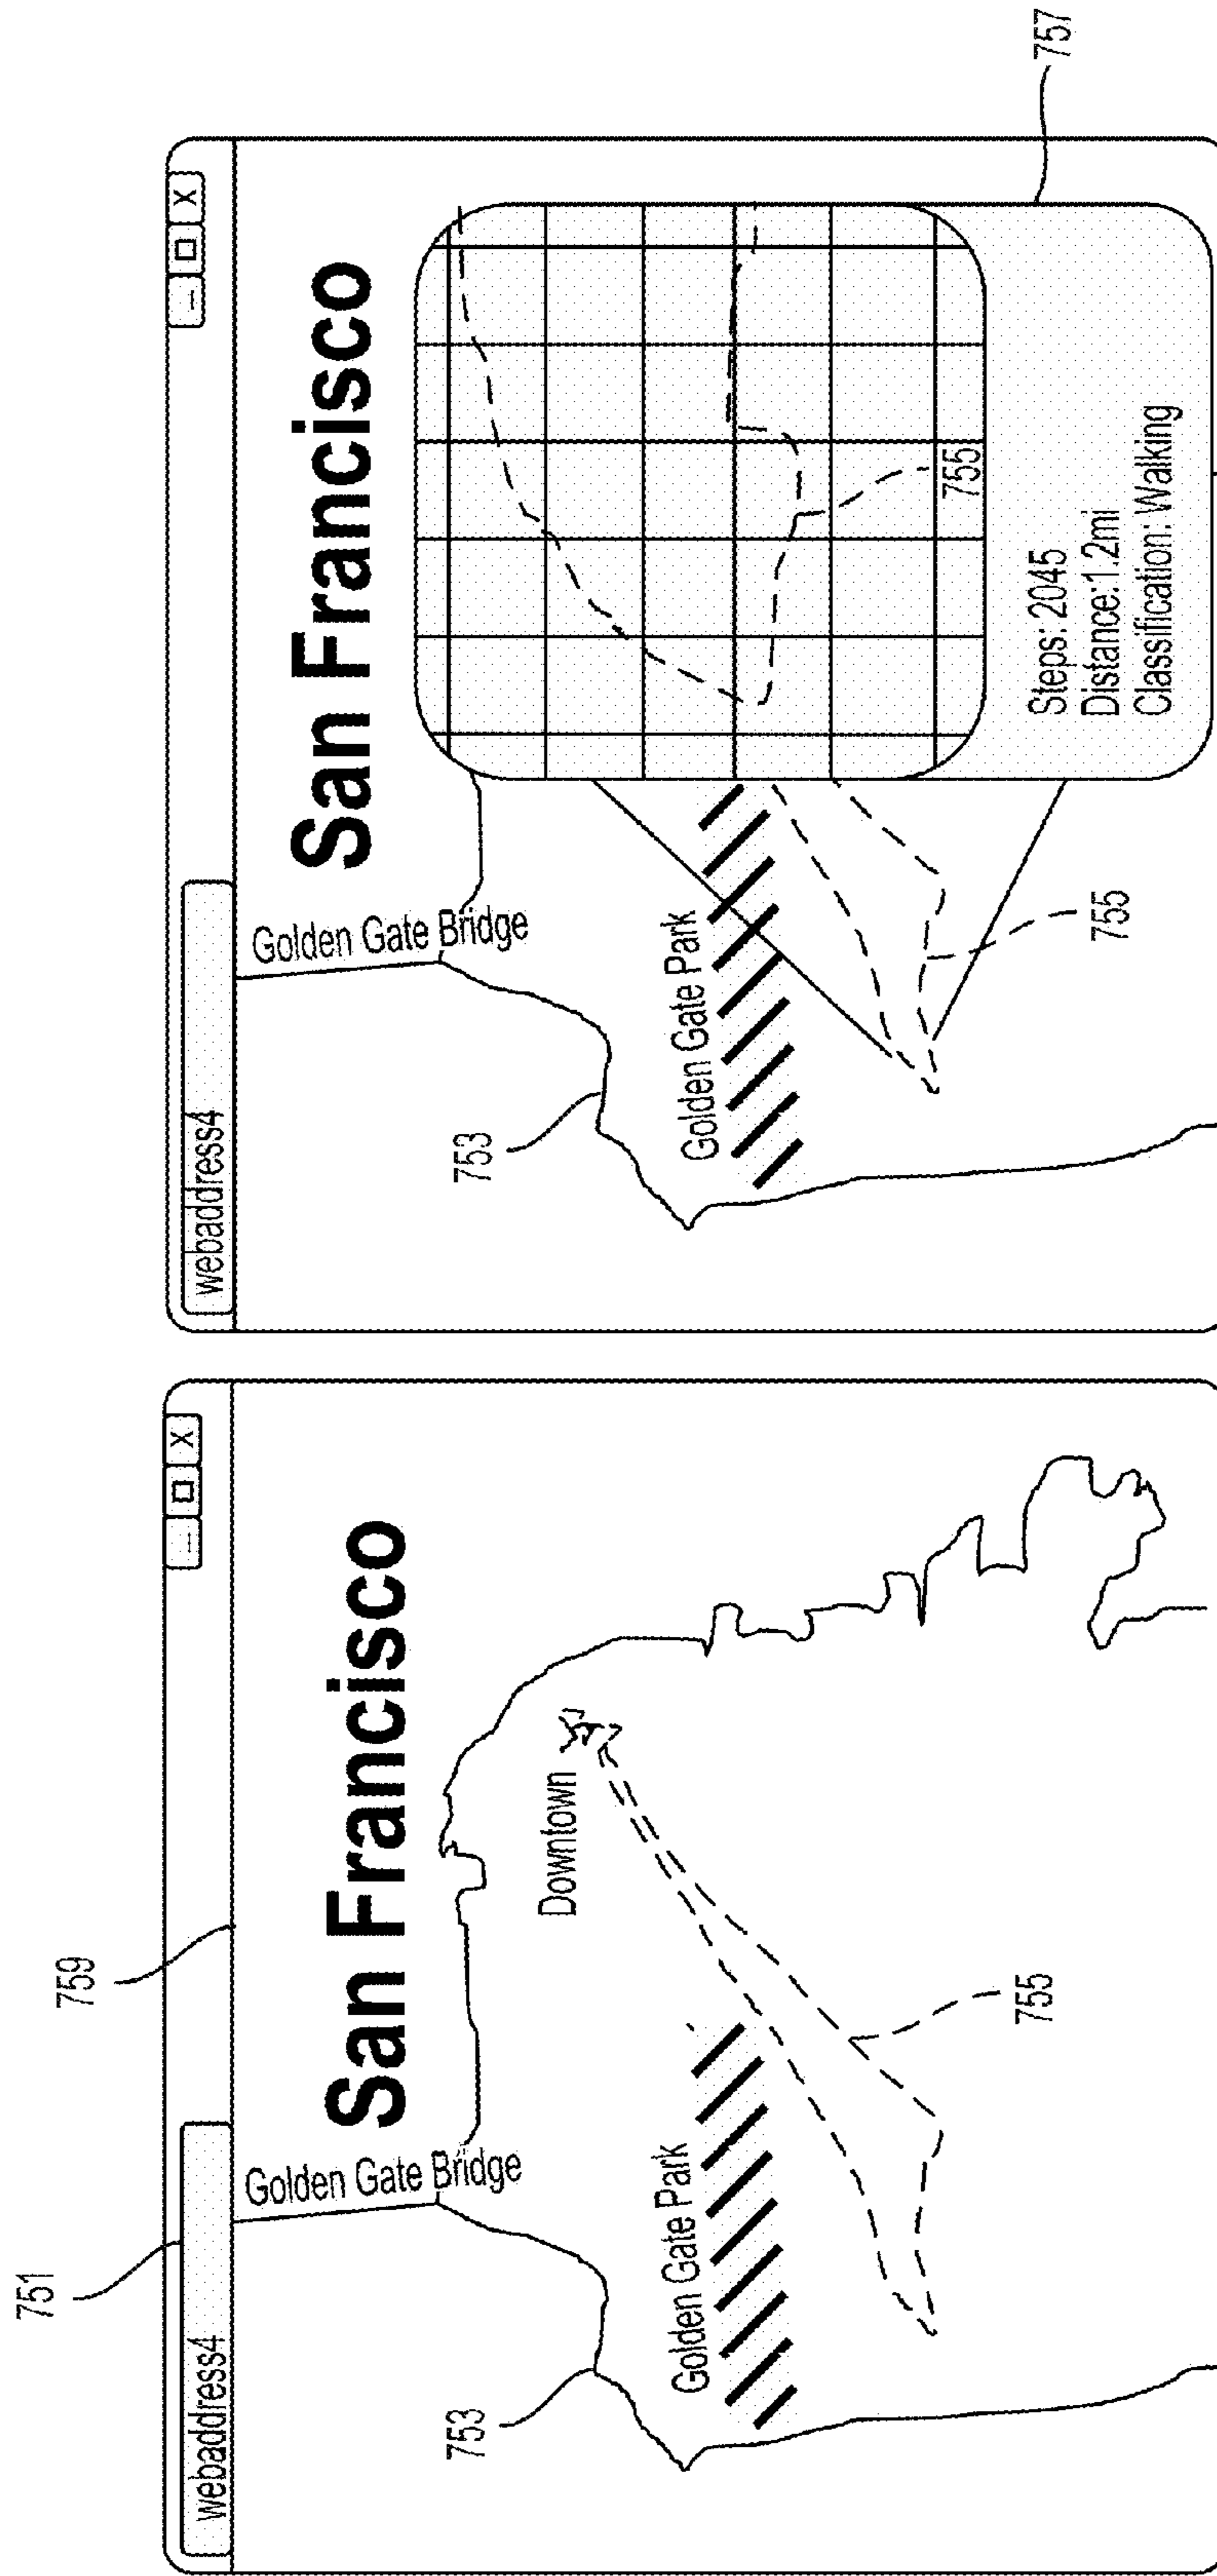 751
759
webaddress4
_ □ X
Golden Gate Bridge
San Francisco
753
Downtown
Golden Gate Park
755
webaddress4
_ □ X
Golden Gate Bridge
San Francisco
753
Golden Gate Park
755
755
Steps: 2045
Distance:1.2mi
Classification: Walking
757